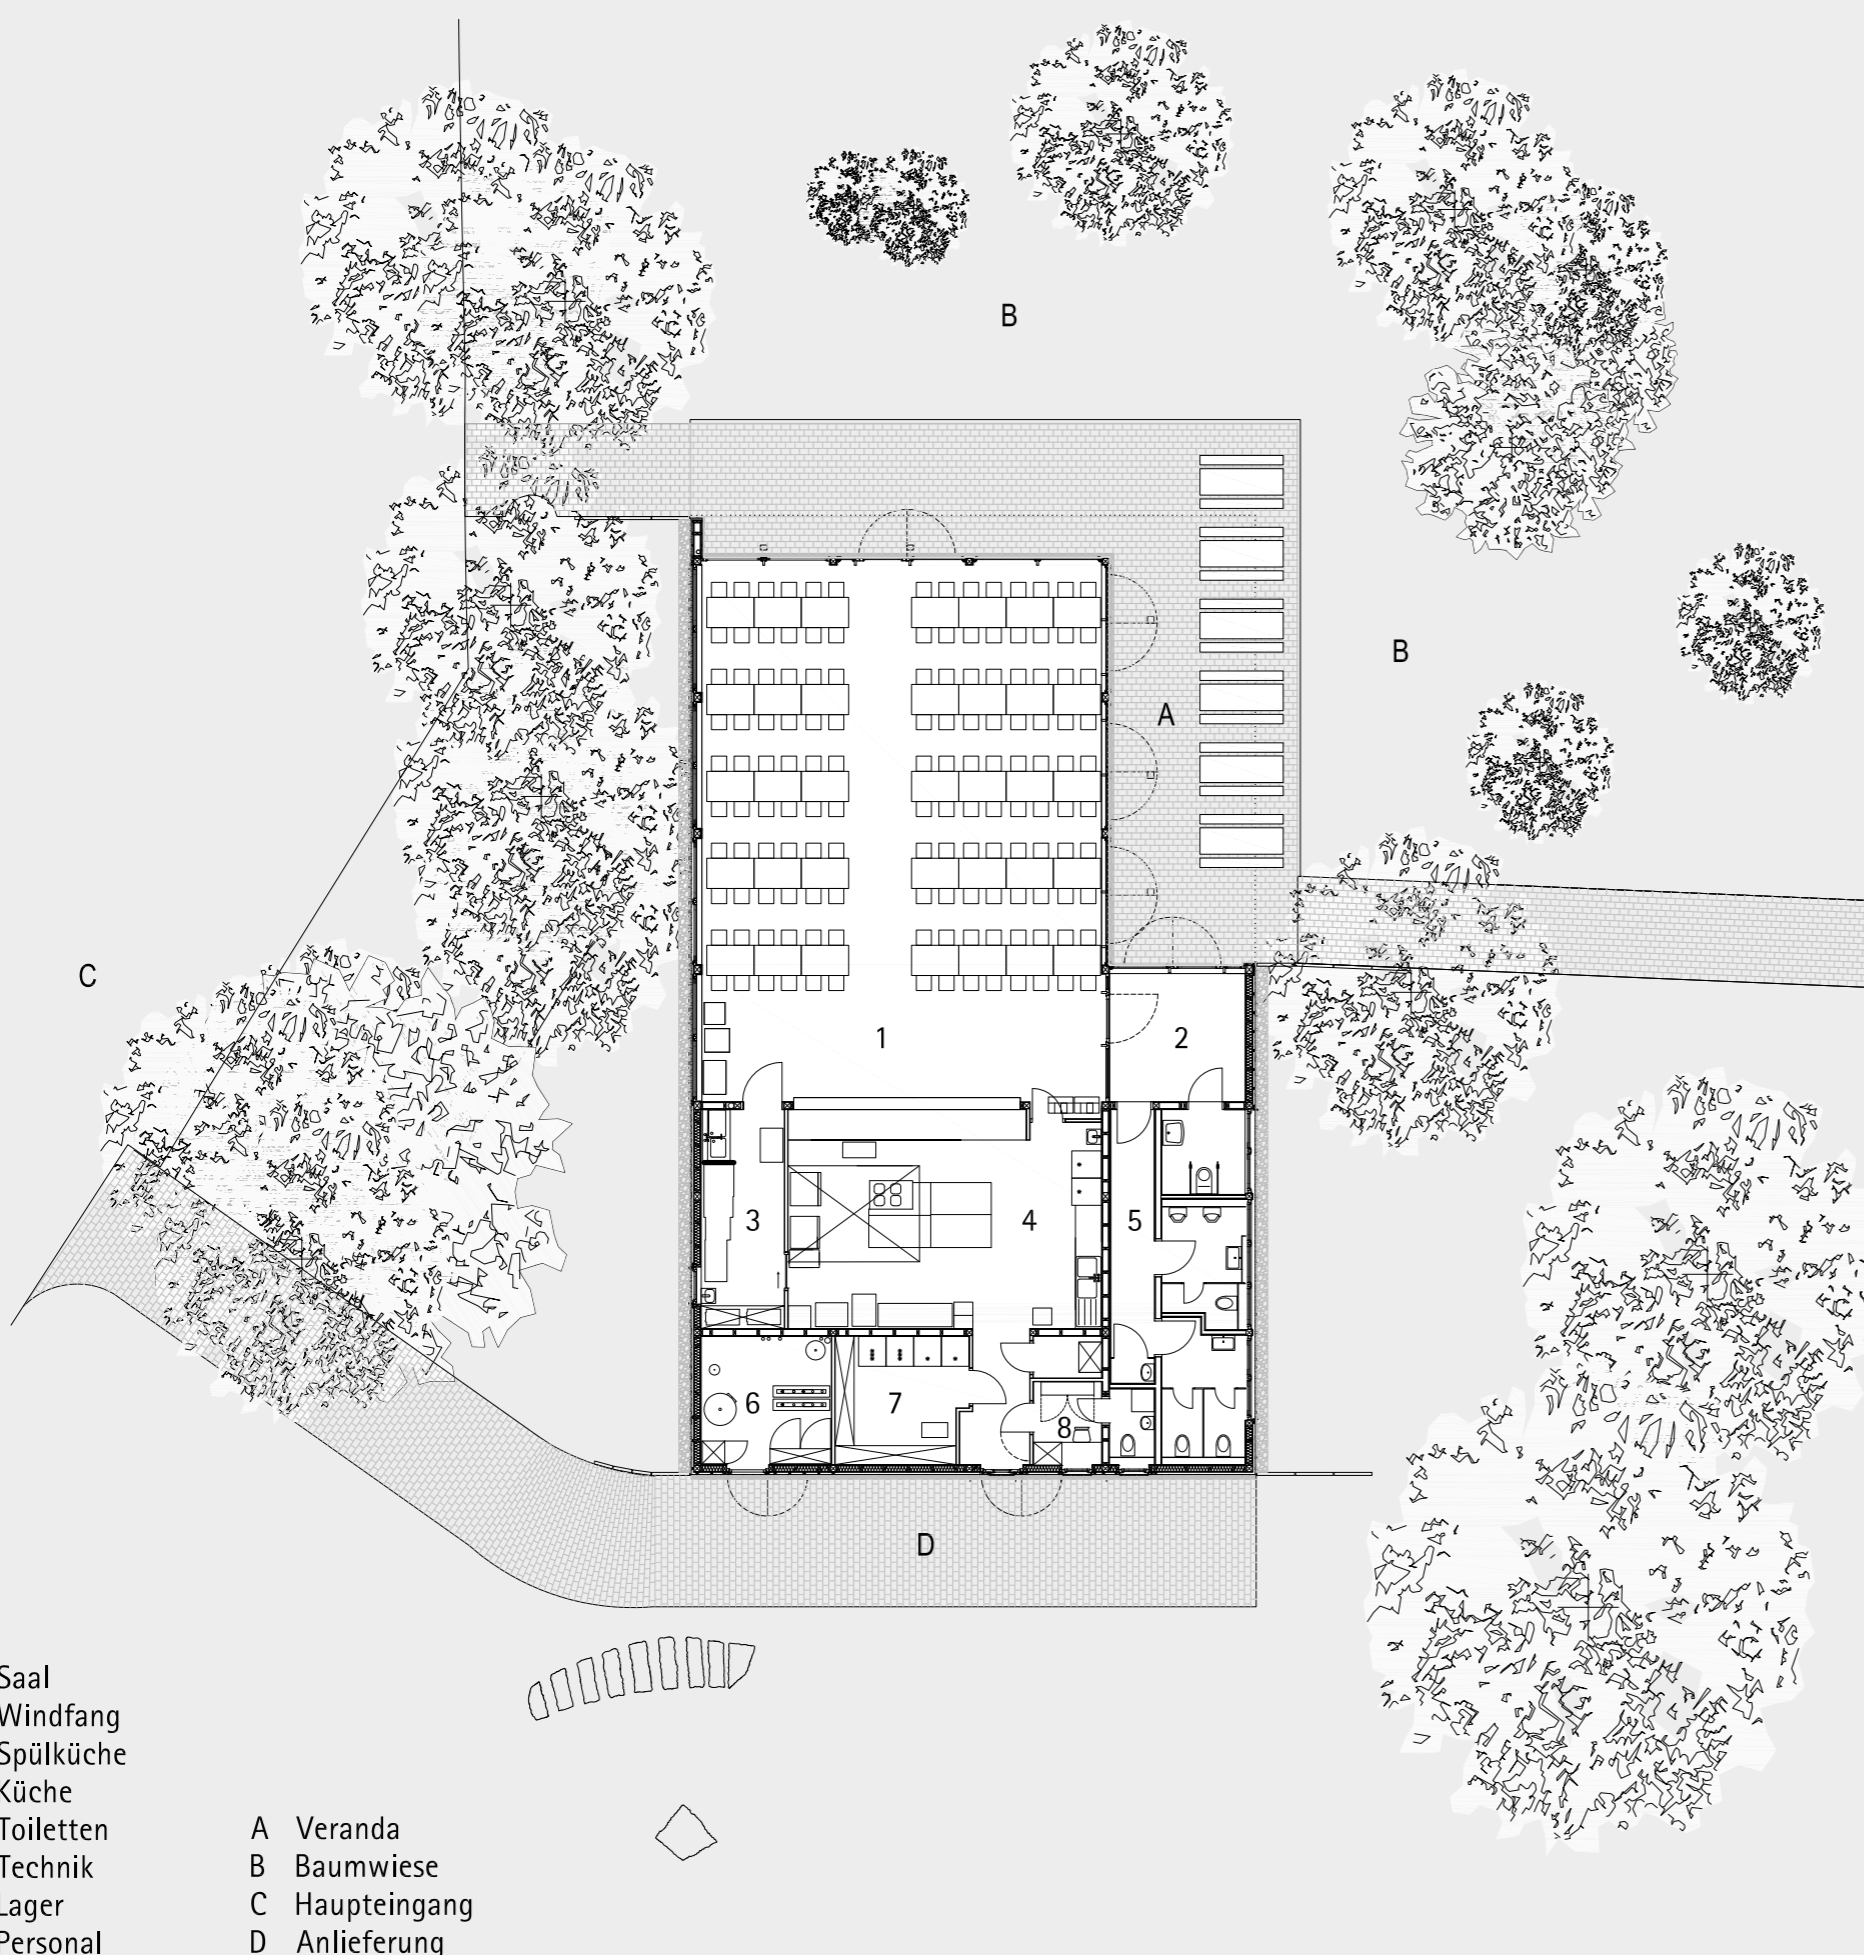 B
B
A
C
1
2
3
4
5
6
7
8
D
Saal
Windfang
Spülküche
Küche
Toiletten
Technik
Lager
Personal
A Veranda
B Baumwiese
C Haupteingang
D Anlieferung